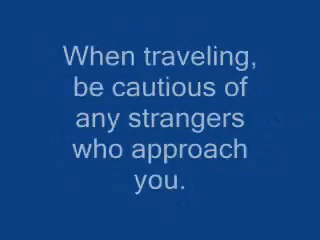 When traveling,
be cautious of
any strangers
who approach
you.